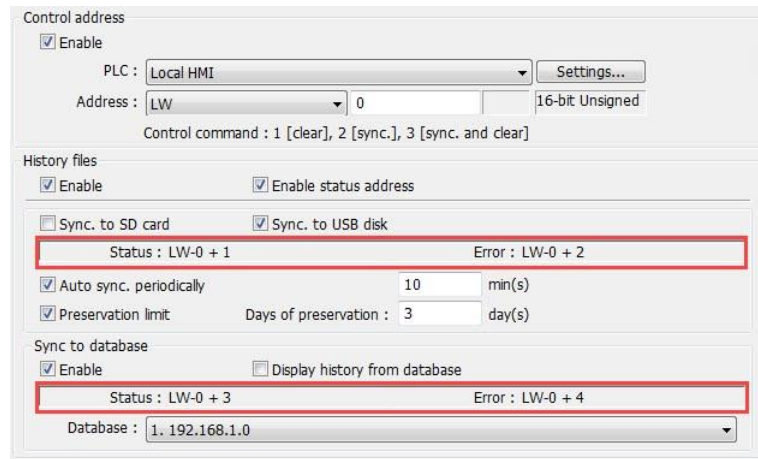 Control address
Enable
PLC : Local HMI Settings...
Address : LW 0 16-bit Unsigned
Control command : 1 [clear], 2 [sync.], 3 [sync. and clear]
History files
Enable Enable status address
Sync. to SD card Sync. to USB disk
Status : LW-0 + 1 Error : LW-0 + 2
Auto sync. periodically 10 min(s)
Preservation limit Days of preservation : 3 day(s)
Sync to database
Enable Display history from database
Status : LW-0 + 3 Error : LW-0 + 4
Database : 1. 192.168.1.0